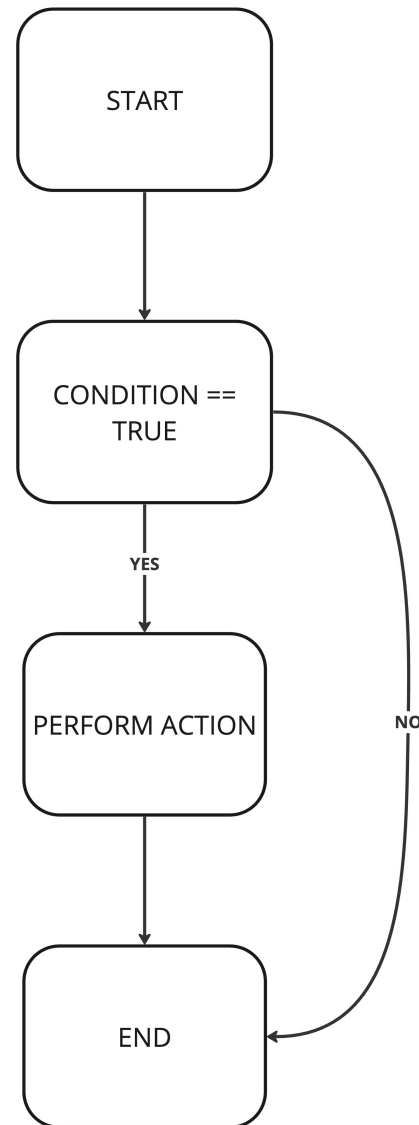 START
CONDITION ==
TRUE
YES
PERFORM ACTION
NO
END